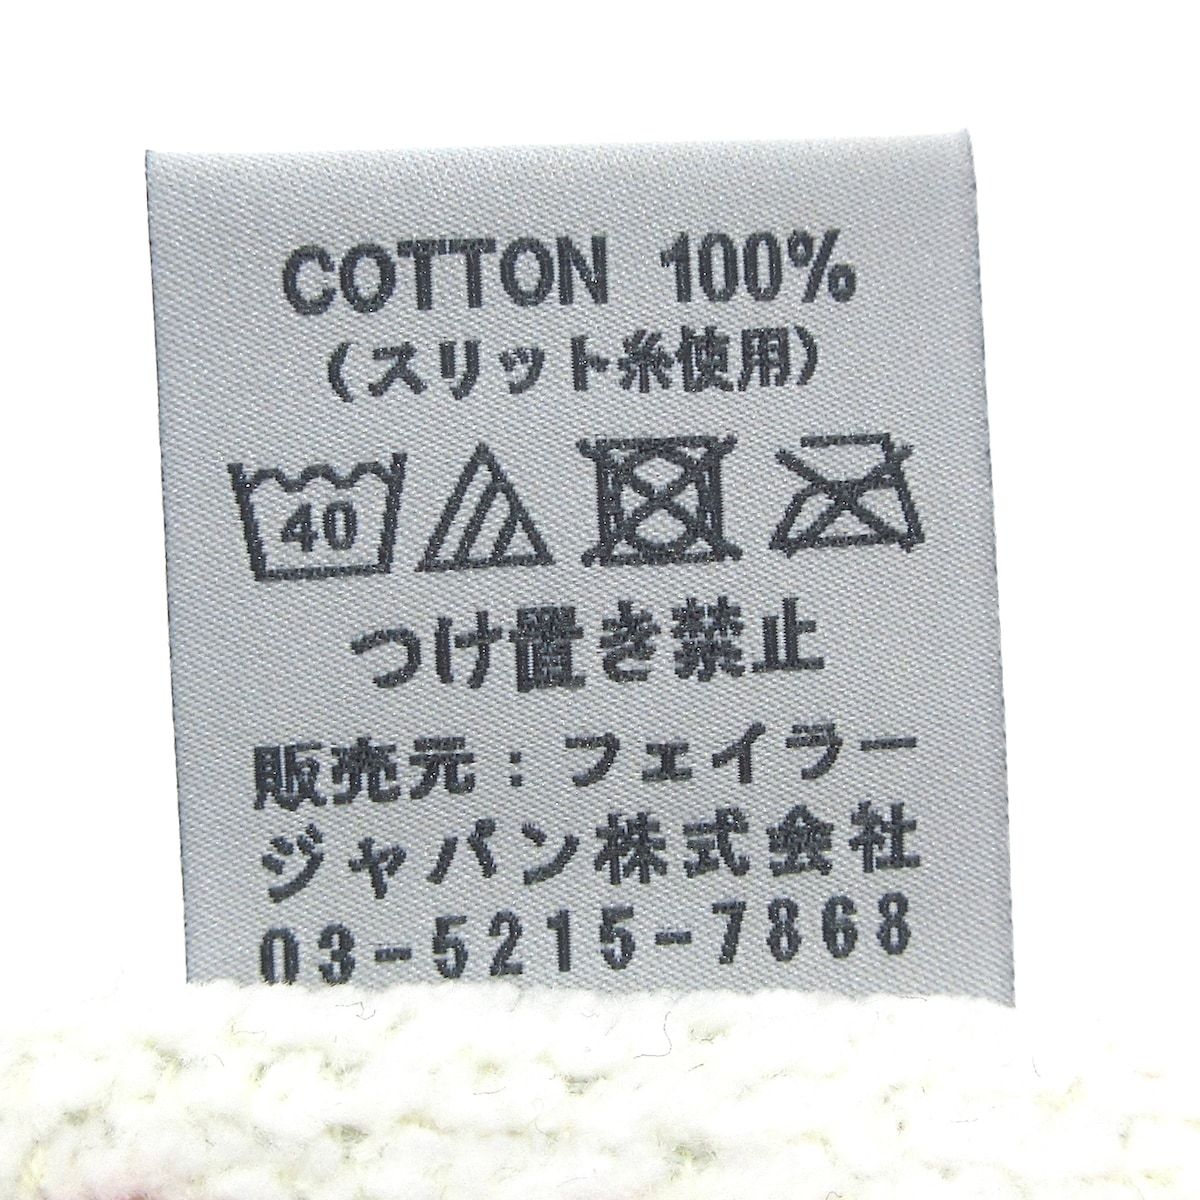 COTTON 100%
(スリット糸使用)
40
つけ置き禁止
販売元:フェイラー
ジャパン株式会社
03-5215-7868